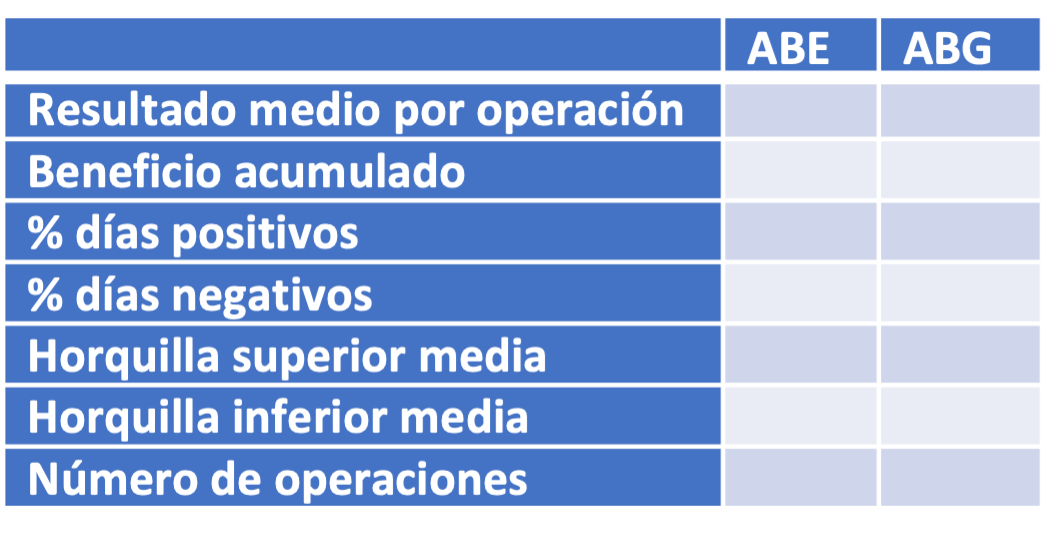 ABE ABG
Resultado medio por operación
Beneficio acumulado
% días positivos
% días negativos
Horquilla superior media
Horquilla inferior media
Número de operaciones